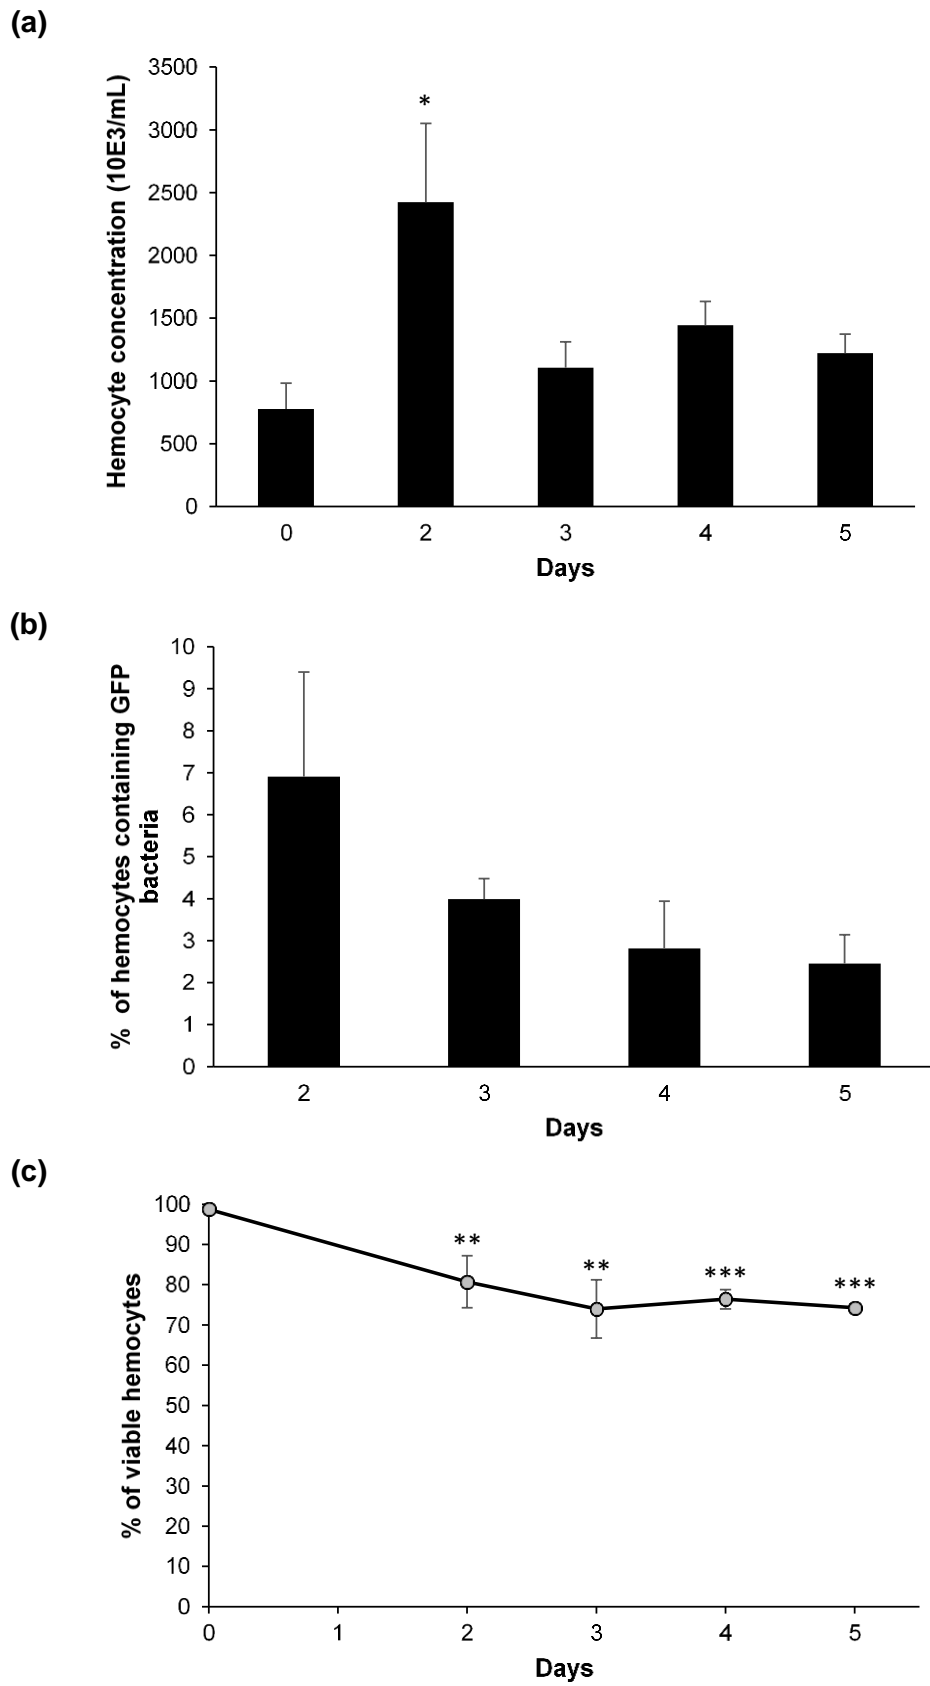 (a)
Hemocyte concentration (10E3/mL)
3500
3000
2500
2000
1500
1000
500
0
*
0 2 3 4 5
Days
(b)
% of hemocytes containing GFP
bacteria
10
9
8
7
6
5
4
3
2
1
0
2 3 4 5
Days
(c)
% of viable hemocytes
100
90
80
70
60
50
40
30
20
10
0
** ** *** ***
0 1 2 3 4 5
Days